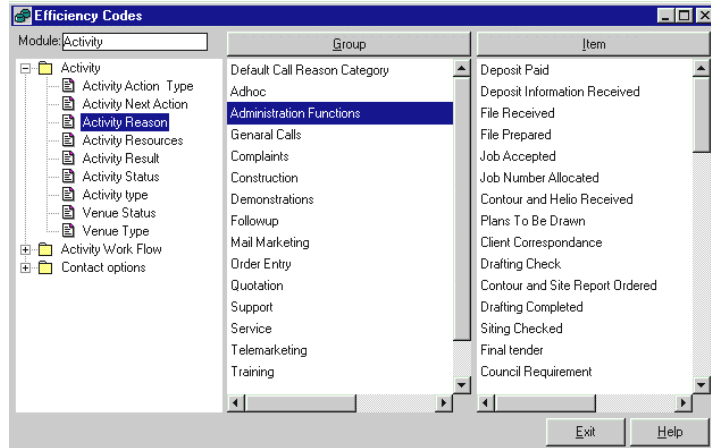 Efficiency Codes
Module: Activity
Activity
Activity Action Type
Activity Next Action
Activity Reason
Activity Resources
Activity Result
Activity Status
Activity type
Venue Status
Venue Type
Activity Work Flow
Contact options
Group
Default Call Reason Category
Adhoc
Administration Functions
Genaral Calls
Complaints
Construction
Demonstrations
Followup
Mail Marketing
Order Entry
Quotation
Support
Service
Telemarketing
Training
Item
Deposit Paid
Deposit Information Received
File Received
File Prepared
Job Accepted
Job Number Allocated
Contour and Helio Received
Plans To Be Drawn
Client Correspondance
Drafting Check
Contour and Site Report Ordered
Drafting Completed
Siting Checked
Final tender
Council Requirement
Exit
Help